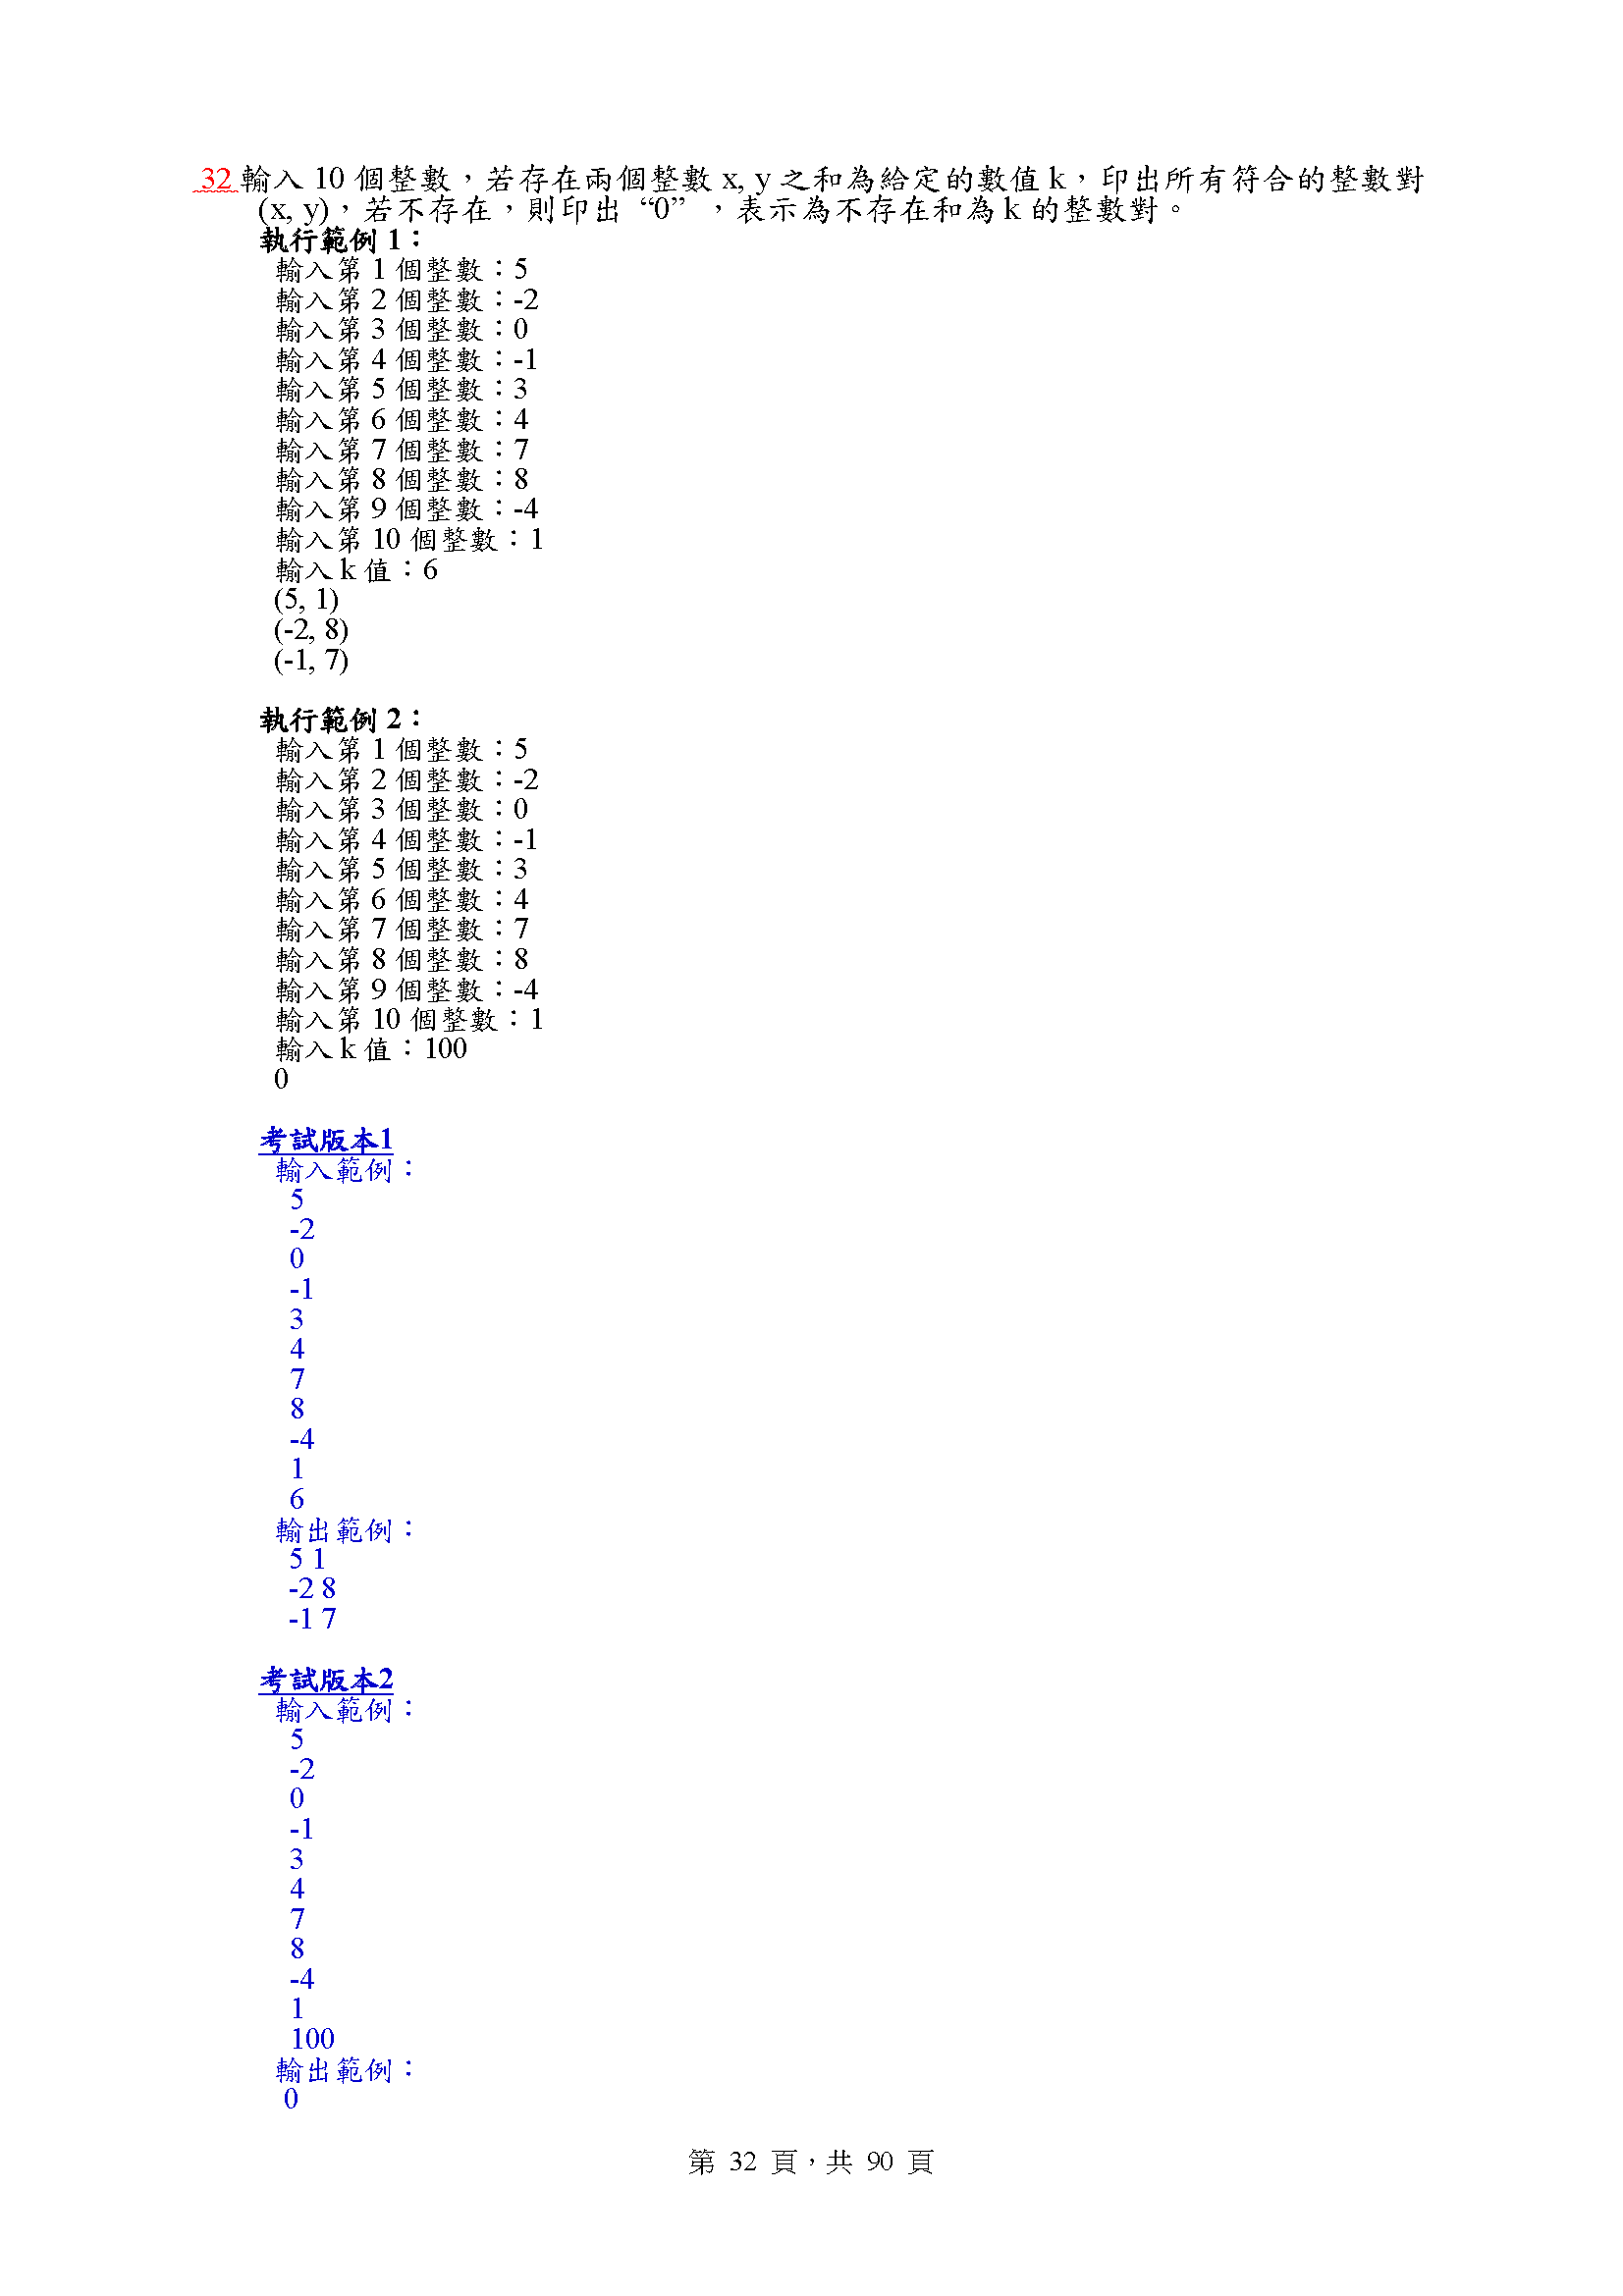 32 輸入 10 個整數，若存在兩個整數 x, y 之和為給定的數值 k，印出所有符合的整數對
(x, y)，若不存在，則印出 “0” ，表示為不存在和為 k 的整數對。
執行範例 1：
輸入第 1 個整數：5
輸入第 2 個整數：-2
輸入第 3 個整數：0
輸入第 4 個整數：-1
輸入第 5 個整數：3
輸入第 6 個整數：4
輸入第 7 個整數：7
輸入第 8 個整數：8
輸入第 9 個整數：-4
輸入第 10 個整數：1
輸入 k 值：6
(5, 1)
(-2, 8)
(-1, 7)
執行範例 2：
輸入第 1 個整數：5
輸入第 2 個整數：-2
輸入第 3 個整數：0
輸入第 4 個整數：-1
輸入第 5 個整數：3
輸入第 6 個整數：4
輸入第 7 個整數：7
輸入第 8 個整數：8
輸入第 9 個整數：-4
輸入第 10 個整數：1
輸入 k 值：100
0
考試版本1
輸入範例：
5
-2
0
-1
3
4
7
8
-4
1
6
輸出範例：
5 1
-2 8
-1 7
考試版本2
輸入範例：
5
-2
0
-1
3
4
7
8
-4
1
100
輸出範例：
0
第 32 頁，共 90 頁